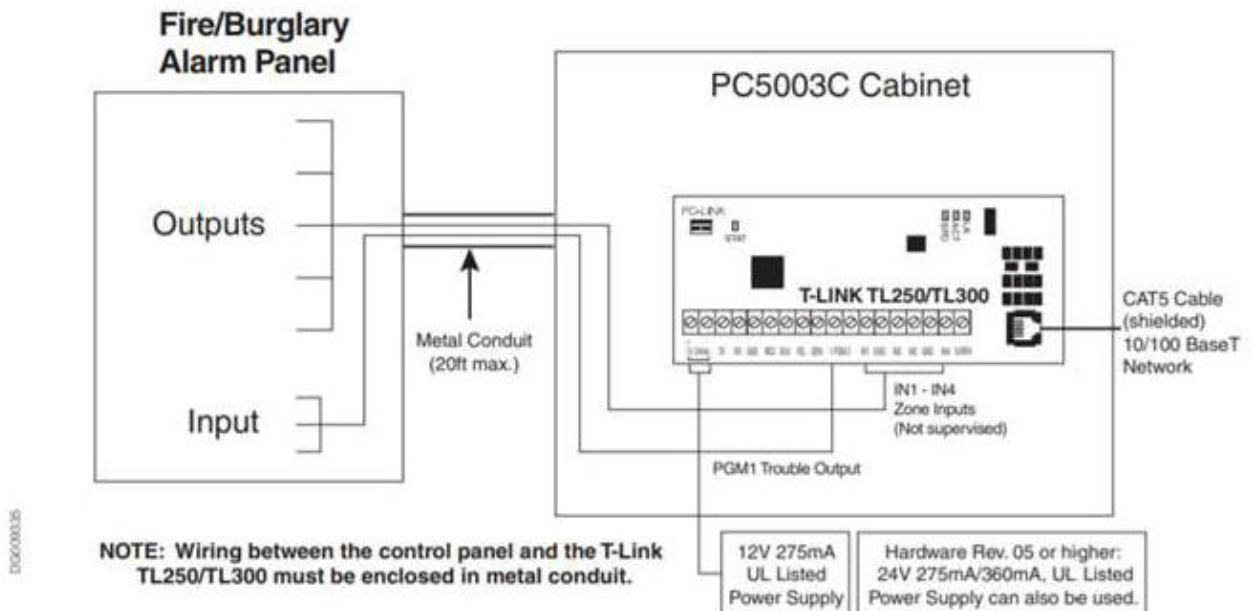 Fire/Burglary
Alarm Panel
PC5003C Cabinet
Outputs
Input
Metal Conduit
(20ft max.)
PC-LINK
STAT
T-LINK TL250/TL300
CAT5 Cable
(shielded)
10/100 BaseT
Network
IN1 - IN4
Zone Inputs
(Not supervised)
PGM1 Trouble Output
NOTE: Wiring between the control panel and the T-Link
TL250/TL300 must be enclosed in metal conduit.
12V 275mA
UL Listed
Power Supply
Hardware Rev. 05 or higher:
24V 275mA/360mA, UL Listed
Power Supply can also be used.